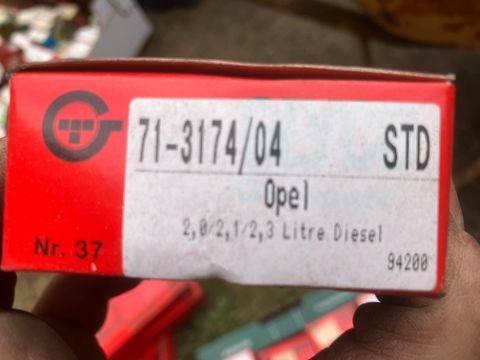 71-3174/04 STD
Opel
2,0/2,1/2,3 Litre Diesel
Nr. 37
94200